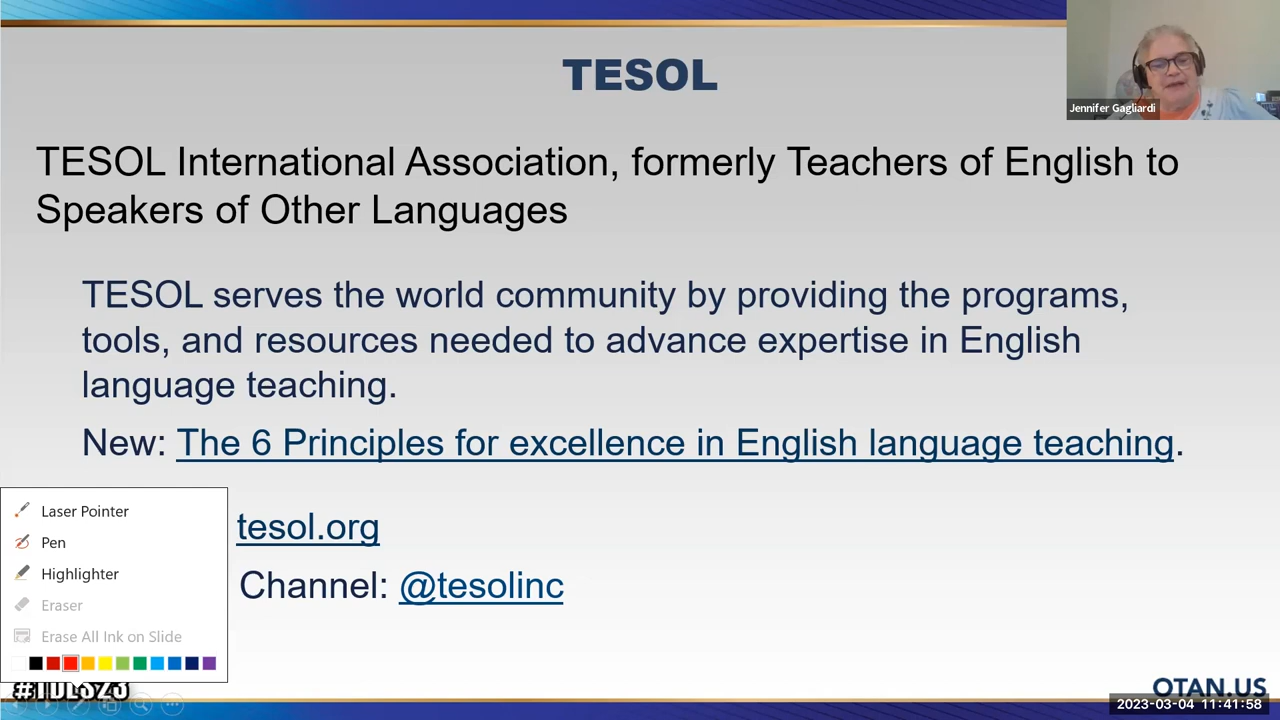 TESOL
Jennifer Gagliardi
TESOL International Association, formerly Teachers of English to
Speakers of Other Languages
TESOL serves the world community by providing the programs,
tools, and resources needed to advance expertise in English
language teaching.
New: The 6 Principles for excellence in English language teaching.
tesol.org
Channel: @tesolinc
Laser Pointer
Pen
Highlighter
Eraser
Erase All Ink on Slide
OTAN.US
2023-03-04 11:41:58